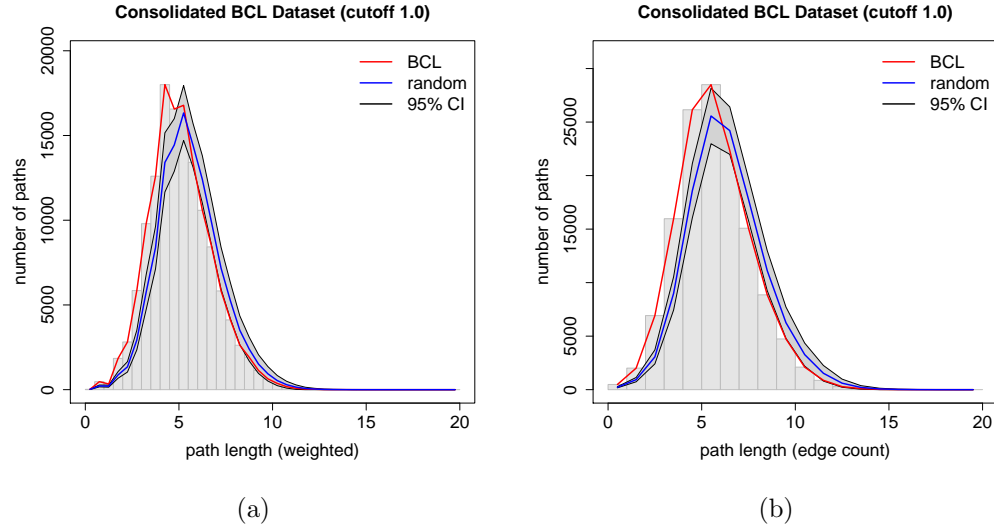 Consolidated BCL Dataset (cutoff 1.0)
BCL
random
95% CI
number of paths
0
5000
10000
15000
20000
0
5
10
15
20
path length (weighted)
(a)
Consolidated BCL Dataset (cutoff 1.0)
BCL
random
95% CI
number of paths
0
5000
15000
25000
0
5
10
15
20
path length (edge count)
(b)